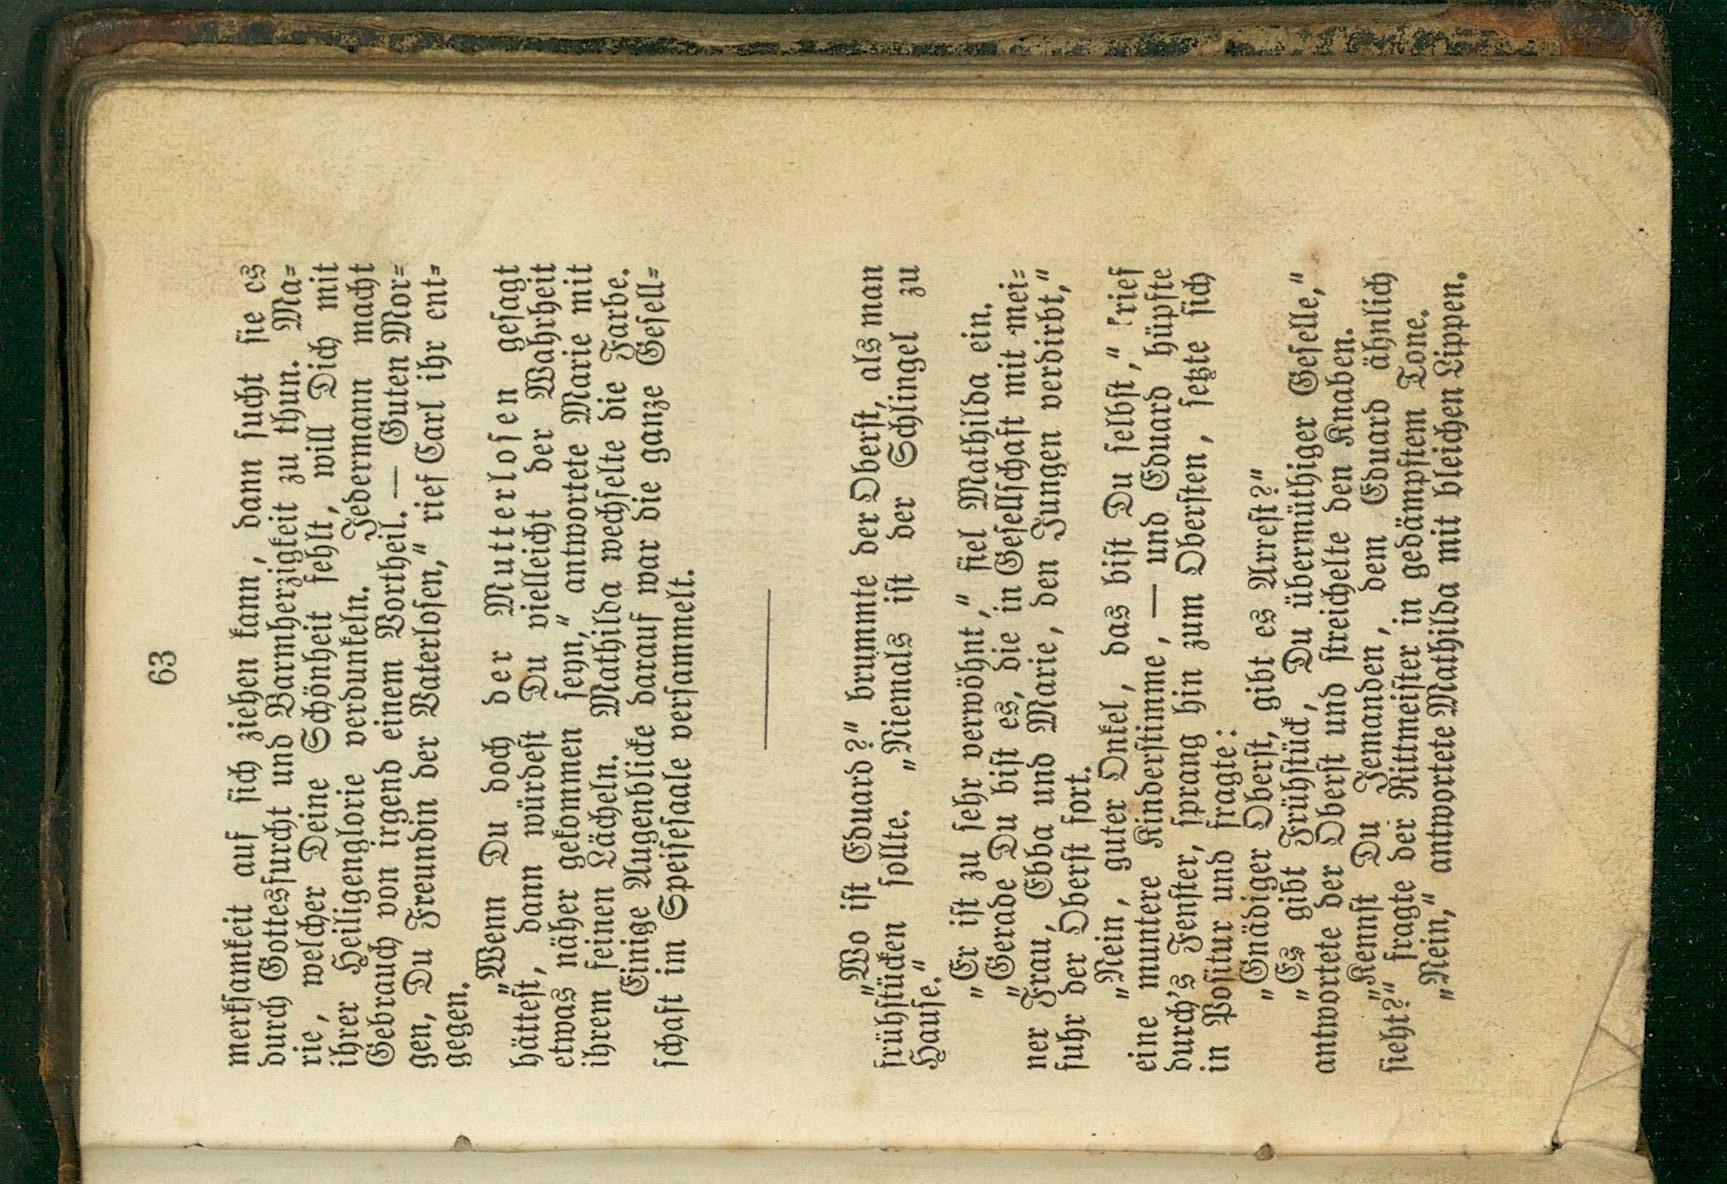 63
merksamkeit auf sich ziehen kann, dann sucht sie es
durch Gottesfurcht und Barmherzigkeit zu thun. Ma-
rie, welcher Deine Schönheit fehlt, will Dich mit
ihrer Heiligenglorie verdunkeln. Jedermann macht
Gebrauch von irgend einem Vortheil. — Guten Mor-
gen, Du Freundin der Vaterlosen,“ rief Carl ihr ent-
gegen.
„Wenn Du doch der Mutterlosen gesagt
hättest, dann würdest Du vielleicht der Wahrheit
etwas näher gekommen seyn,“ antwortete Marie mit
ihrem feinen Lächeln. Mathilda wechselte die Farbe.
Einige Augenblicke darauf war die ganze Gesell-
schaft im Speisesaale versammelt.
„Wo ist Eduard?“ brummte der Oberst, als man
frühstücken sollte. „Niemals ist der Schlingel zu
Hause.“
„Er ist zu sehr verwöhnt,“ fiel Mathilda ein.
„Gerade Du bist es, die in Gesellschaft mit mei-
ner Frau, Ebba und Marie, den Jungen verdirbt,“
fuhr der Oberst fort.
„Nein, guter Onkel, das bist Du selbst,“ rief
eine muntere Kinderstimme, — und Eduard hüpfte
durch's Fenster, sprang hin zum Obersten, setzte sich
in Positur und fragte:
„Gnädiger Oberst, gibt es Arrest?“
„Es gibt Frühstück, Du übermüthiger Geselle,“
antwortete der Oberst und streichelte den Knaben.
„Kennst Du Jemanden, dem Eduard ähnlich
sieht?“ fragte der Rittmeister in gedämpftem Tone.
„Nein,“ antwortete Mathilda mit bleichen Lippen.